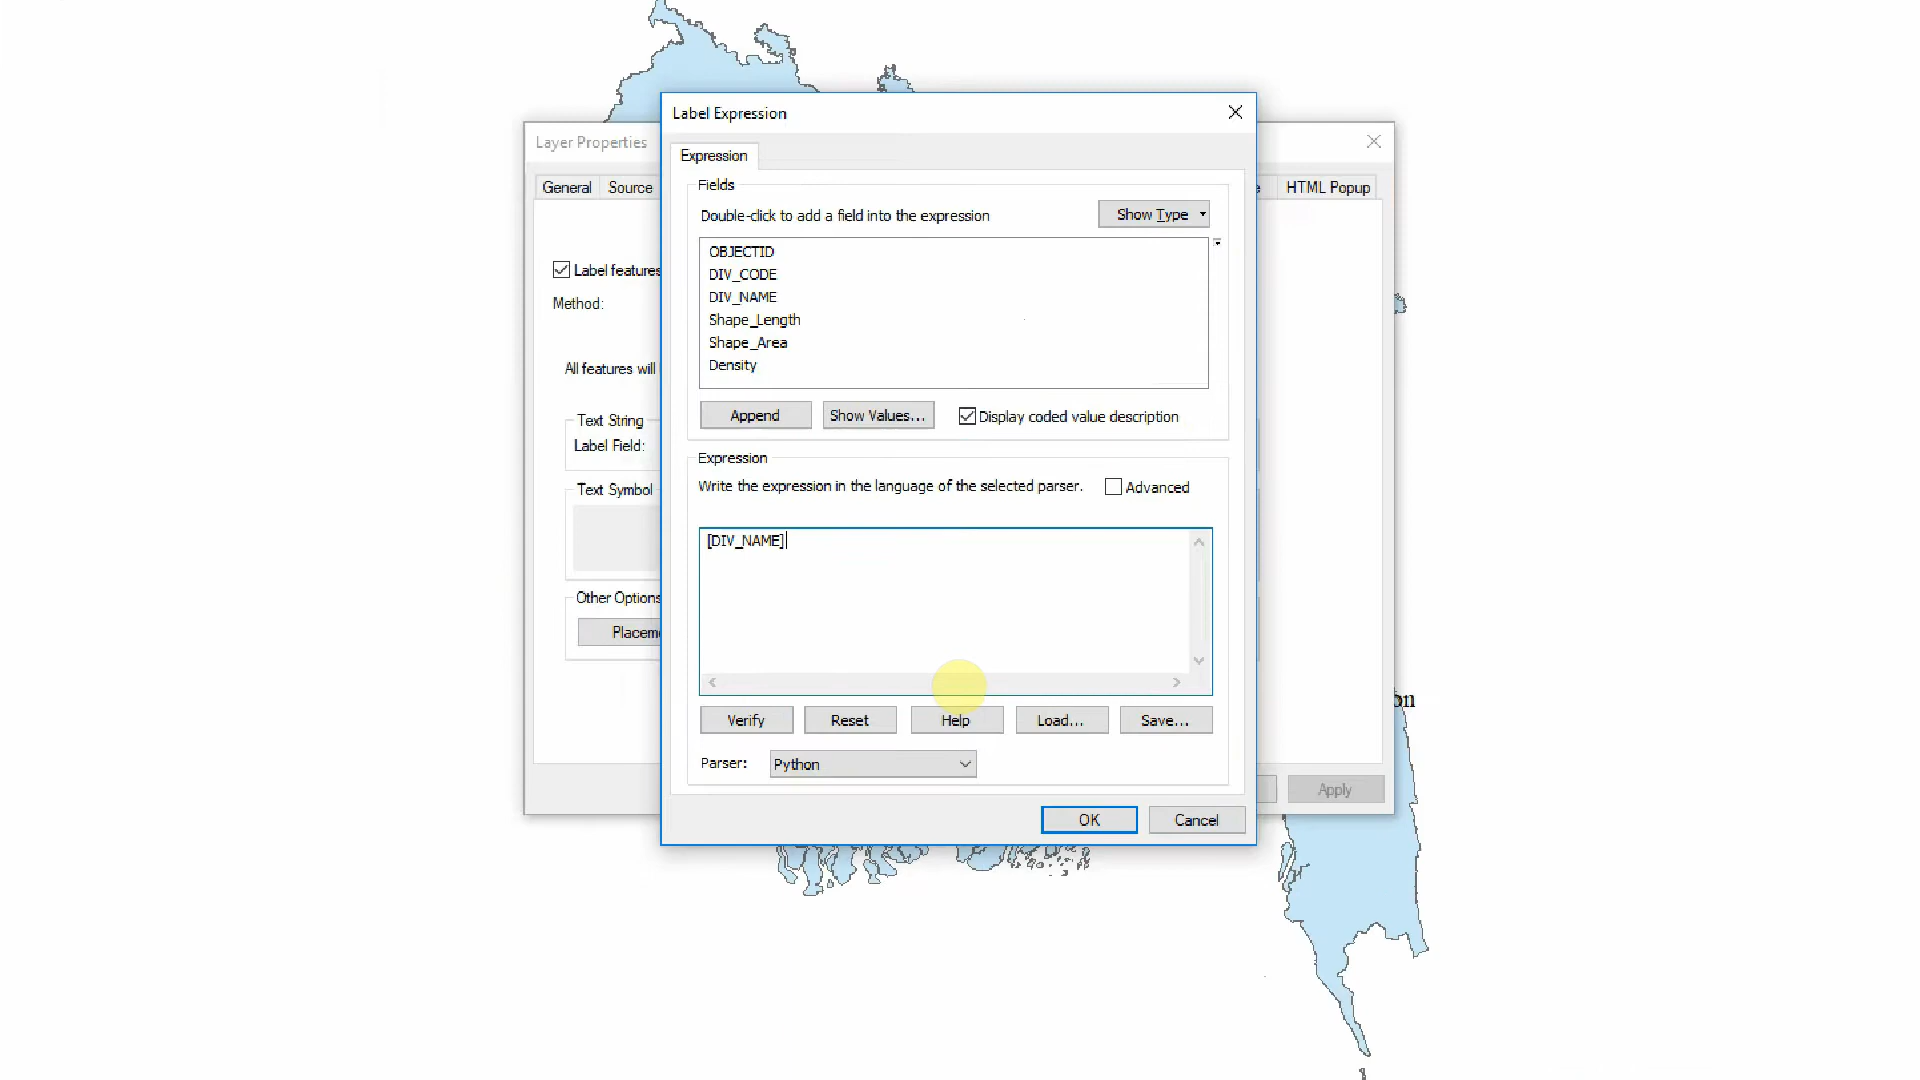 Label Expression
Layer Properties
Expression
General
Source
HTML Popup
Fields
Double-click to add a field into the expression
Show Type
OBJECTID
DIV_CODE
DIV_NAME
Shape_Length
Shape_Area
Density
Label features
Method:
All features will
Append
Show Values...
Display coded value description
Text String
Label Field:
Expression
Write the expression in the language of the selected parser.
Advanced
Text Symbol
[DIV_NAME]
Other Options
Placem
Verify
Reset
Help
Load...
Save...
Parser:
Python
Apply
OK
Cancel
on